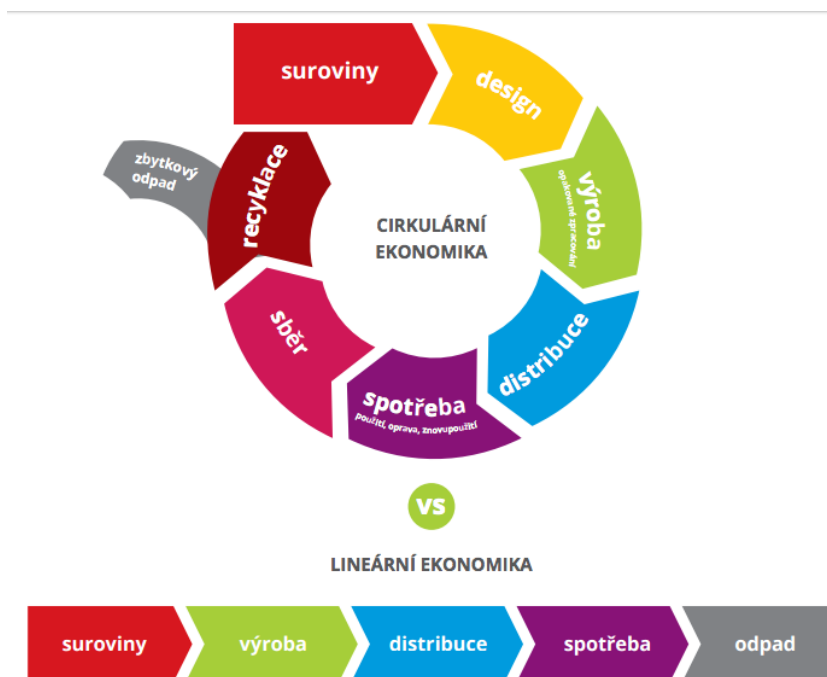 suroviny
design
výroba
opakované zpracování
distribuce
spotřeba
použití, oprava, znovupoužití
sběr
recyklace
zbytkový
odpad
CIRKULÁRNÍ
EKONOMIKA
VS
LINEÁRNÍ EKONOMIKA
suroviny
výroba
distribuce
spotřeba
odpad